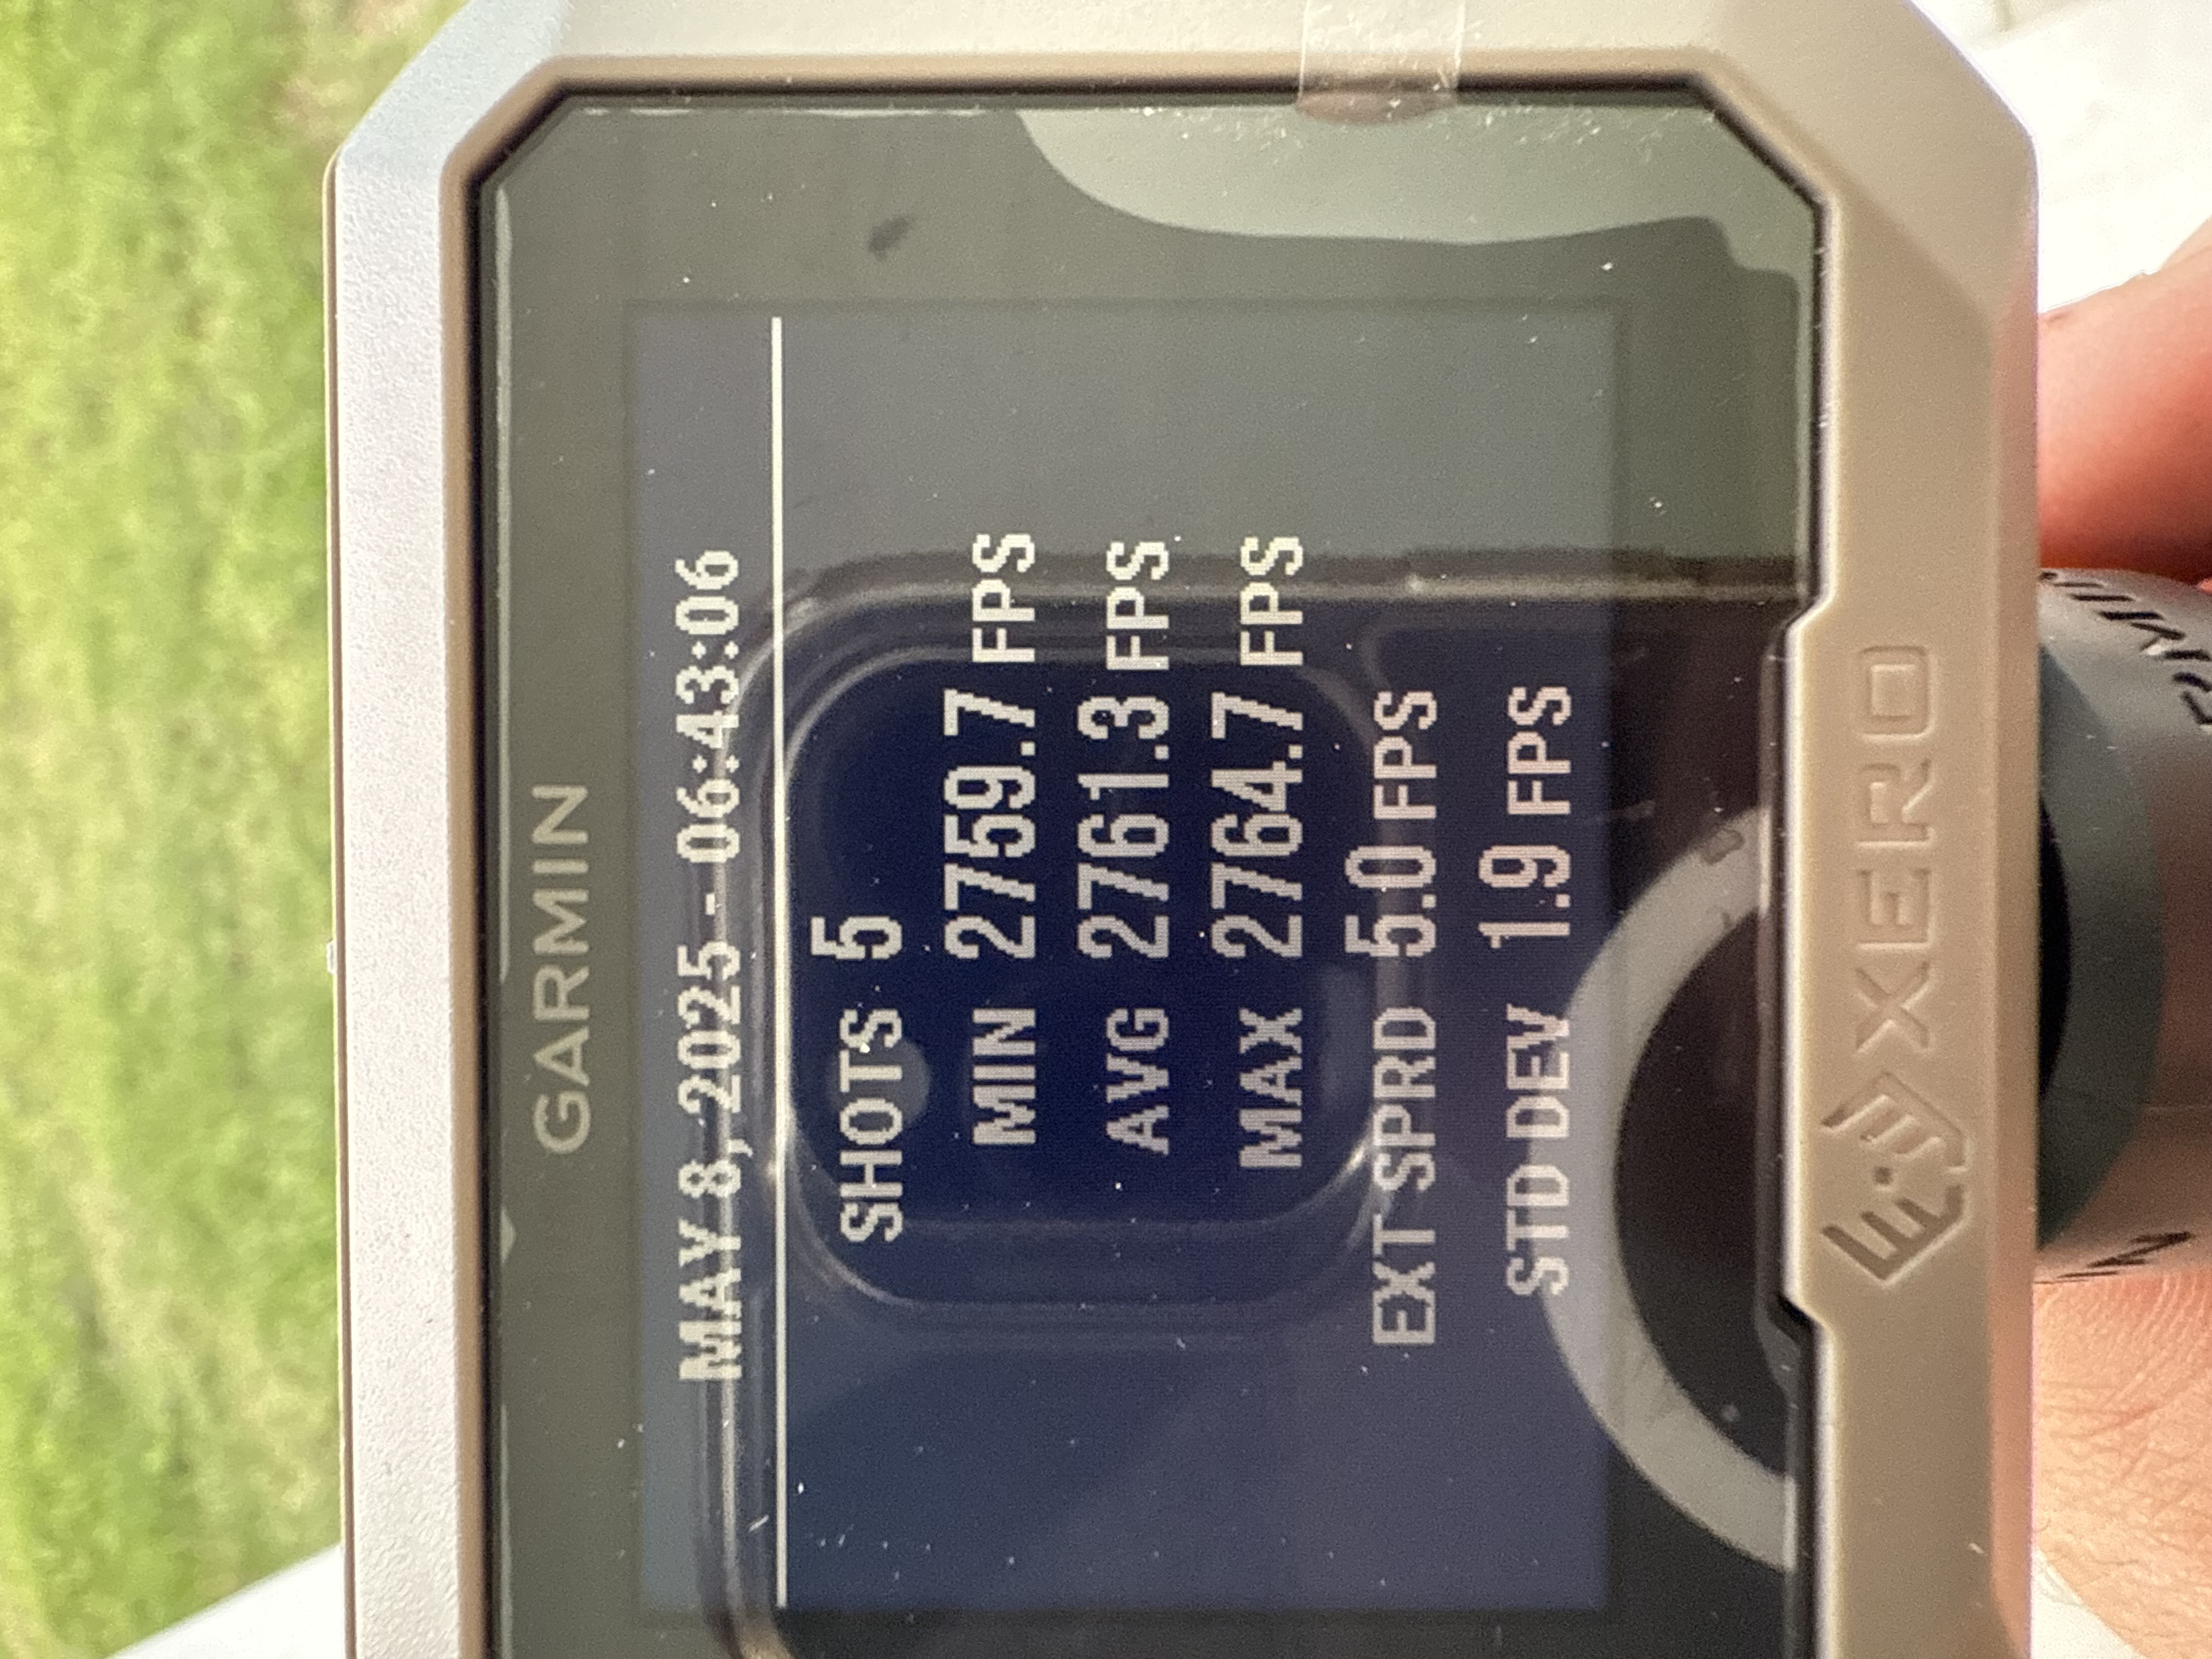 GARMIN
MAY 8, 2025 - 06:43:06
SHOTS 5
MIN 2759.7 FPS
AVG 2761.3 FPS
MAX 2764.7 FPS
EXT SPRD 5.0 FPS
STD DEV 1.9 FPS
XERO